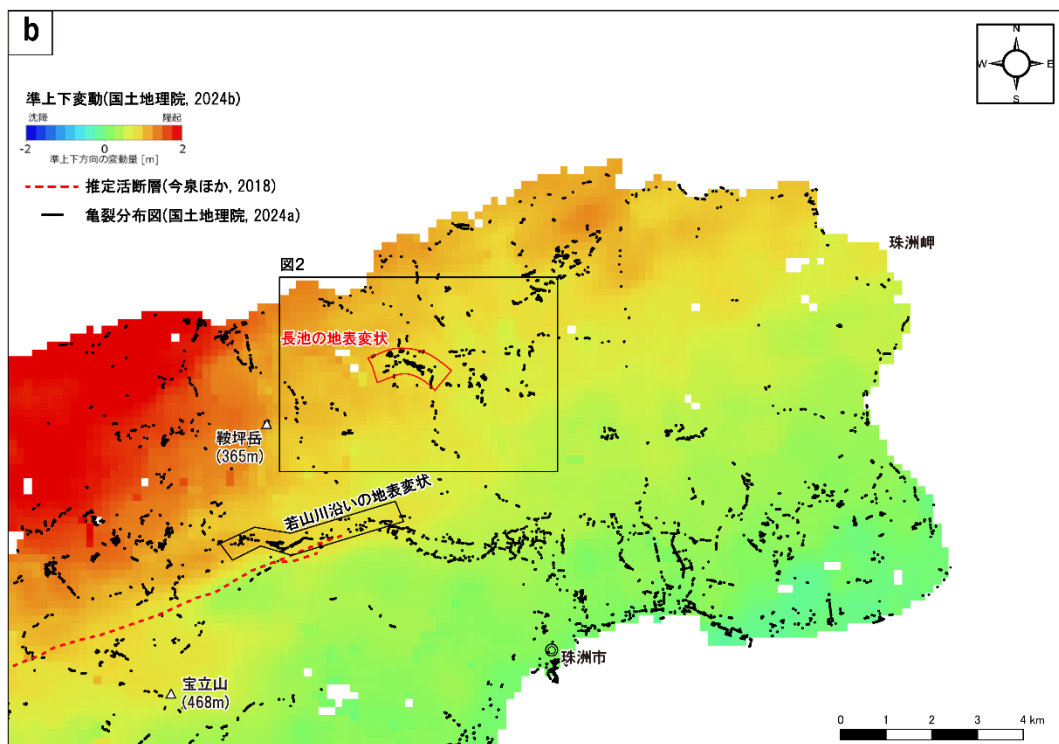 b
N
W
E
S
準上下変動(国土地理院, 2024b)
沈降
隆起
-2
0
2
準上下方向の変動量 [m]
推定活断層(今泉ほか, 2018)
亀裂分布図(国土地理院, 2024a)
珠洲岬
図2
長池の地表変状
鞍坪岳
(365m)
若山川沿いの地表変状
珠洲市
宝立山
(468m)
0
1
2
3
4 km